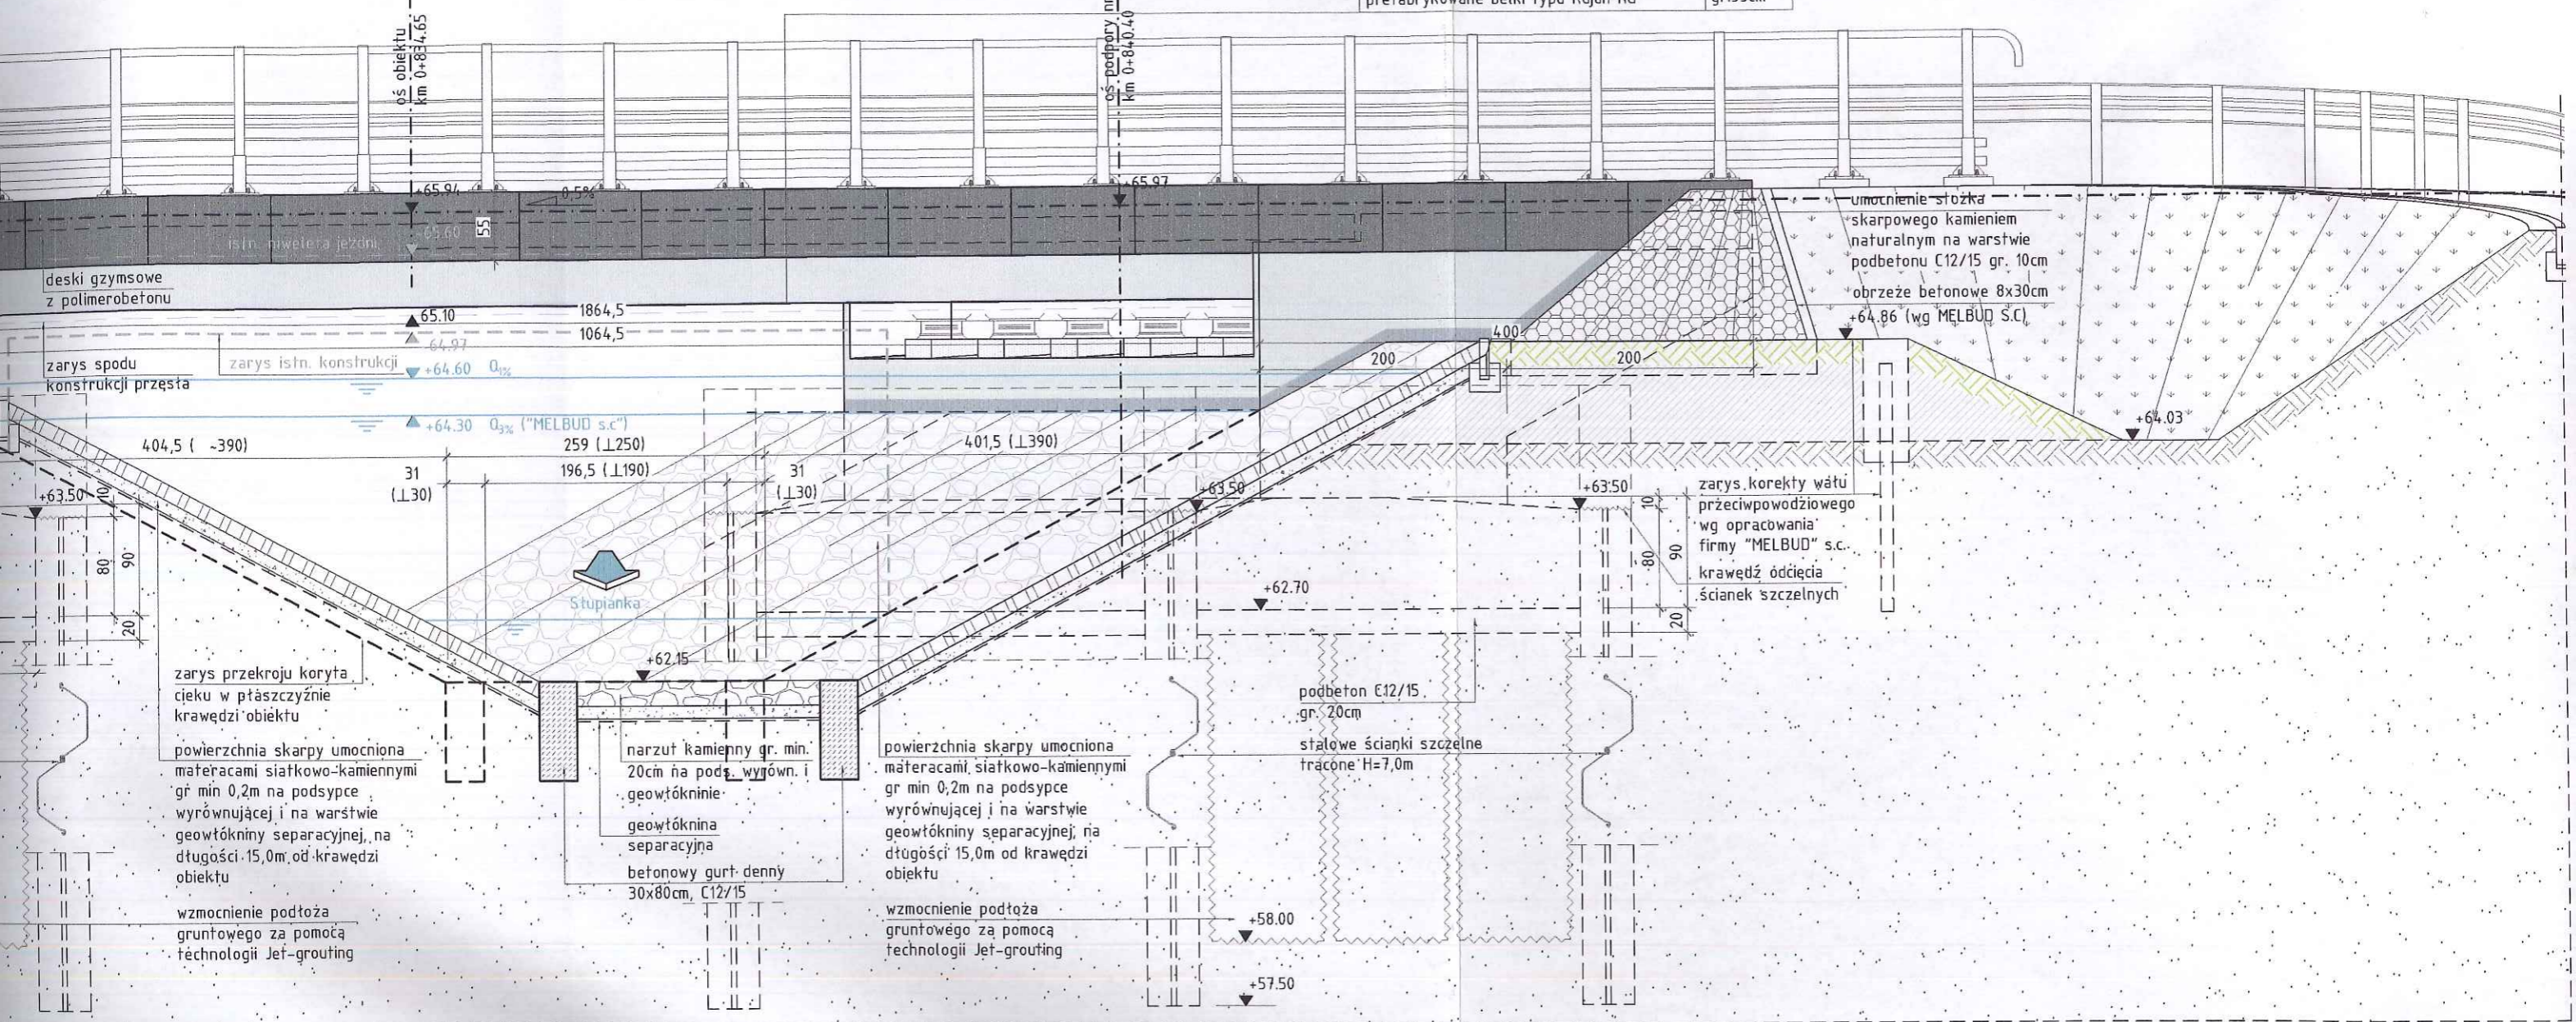 prefabrykowane belki typu Kujan NG
gr.55cm
oś obiektu
km 0+834.65
oś podpory nr
km 0+840.40
+65.94
0,5%
55
+65.97
istn. niweleta jezdni
65.60
deski gzymsowe
z polimerobetonu
65.10
1864,5
1064,5
64.97
zarys spodu
konstrukcji przęsła
zarys istn. konstrukcji
+64.60 Q1%
+64.30 Q3% ("MELBUD s.c")
404,5 ( ~390)
259 (⊥250)
401,5 (⊥390)
31
(⊥30)
196,5 (⊥190)
31
(⊥30)
400
200
200
umocnienie stożka
skarpowego kamieniem
naturalnym na warstwie
podbetonu C12/15 gr. 10cm
obrzeże betonowe 8x30cm
+64.86 (wg MELBUD S.C)
+64.03
+63.50
10
80
90
20
+63.50
+63.50
10
80
90
20
zarys korekty wału
przeciwpowodziowego
wg opracowania
firmy "MELBUD" s.c.
krawędź odcięcia
ścianek szczelnych
Słupianka
+62.70
+62.15
zarys przekroju koryta
cieku w płaszczyźnie
krawędzi obiektu
powierzchnia skarpy umocniona
materacami siatkowo-kamiennymi
gr min 0,2m na podsypce
wyrównującej i na warstwie
geowłókniny separacyjnej, na
długości 15,0m od krawędzi
obiektu
wzmocnienie podłoża
gruntowego za pomocą
technologii Jet-grouting
narzut kamienny gr. min.
20cm na pods. wyrówn. i
geowłókninie
geowłóknina
separacyjna
betonowy gurt denny
30x80cm, C12/15
powierzchnia skarpy umocniona
materacami siatkowo-kamiennymi
gr min 0,2m na podsypce
wyrównującej i na warstwie
geowłókniny separacyjnej, na
długości 15,0m od krawędzi
obiektu
wzmocnienie podłoża
gruntowego za pomocą
technologii Jet-grouting
podbeton C12/15
gr. 20cm
stalowe ścianki szczelne
tracone H=7,0m
+58.00
+57.50